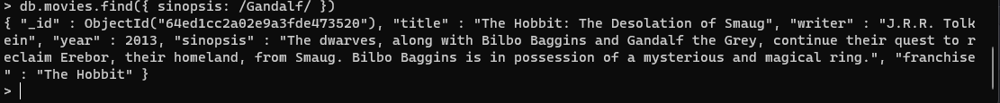 > db.movies.find({ sinopsis: /Gandalf/ })
{ "_id" : ObjectId("64ed1cc2a02e9a3fde473520"), "title" : "The Hobbit: The Desolation of Smaug", "writer" : "J.R.R. Tolk
ein", "year" : 2013, "sinopsis" : "The dwarves, along with Bilbo Baggins and Gandalf the Grey, continue their quest to r
eclaim Erebor, their homeland, from Smaug. Bilbo Baggins is in possession of a mysterious and magical ring.", "franchise
" : "The Hobbit" }
>